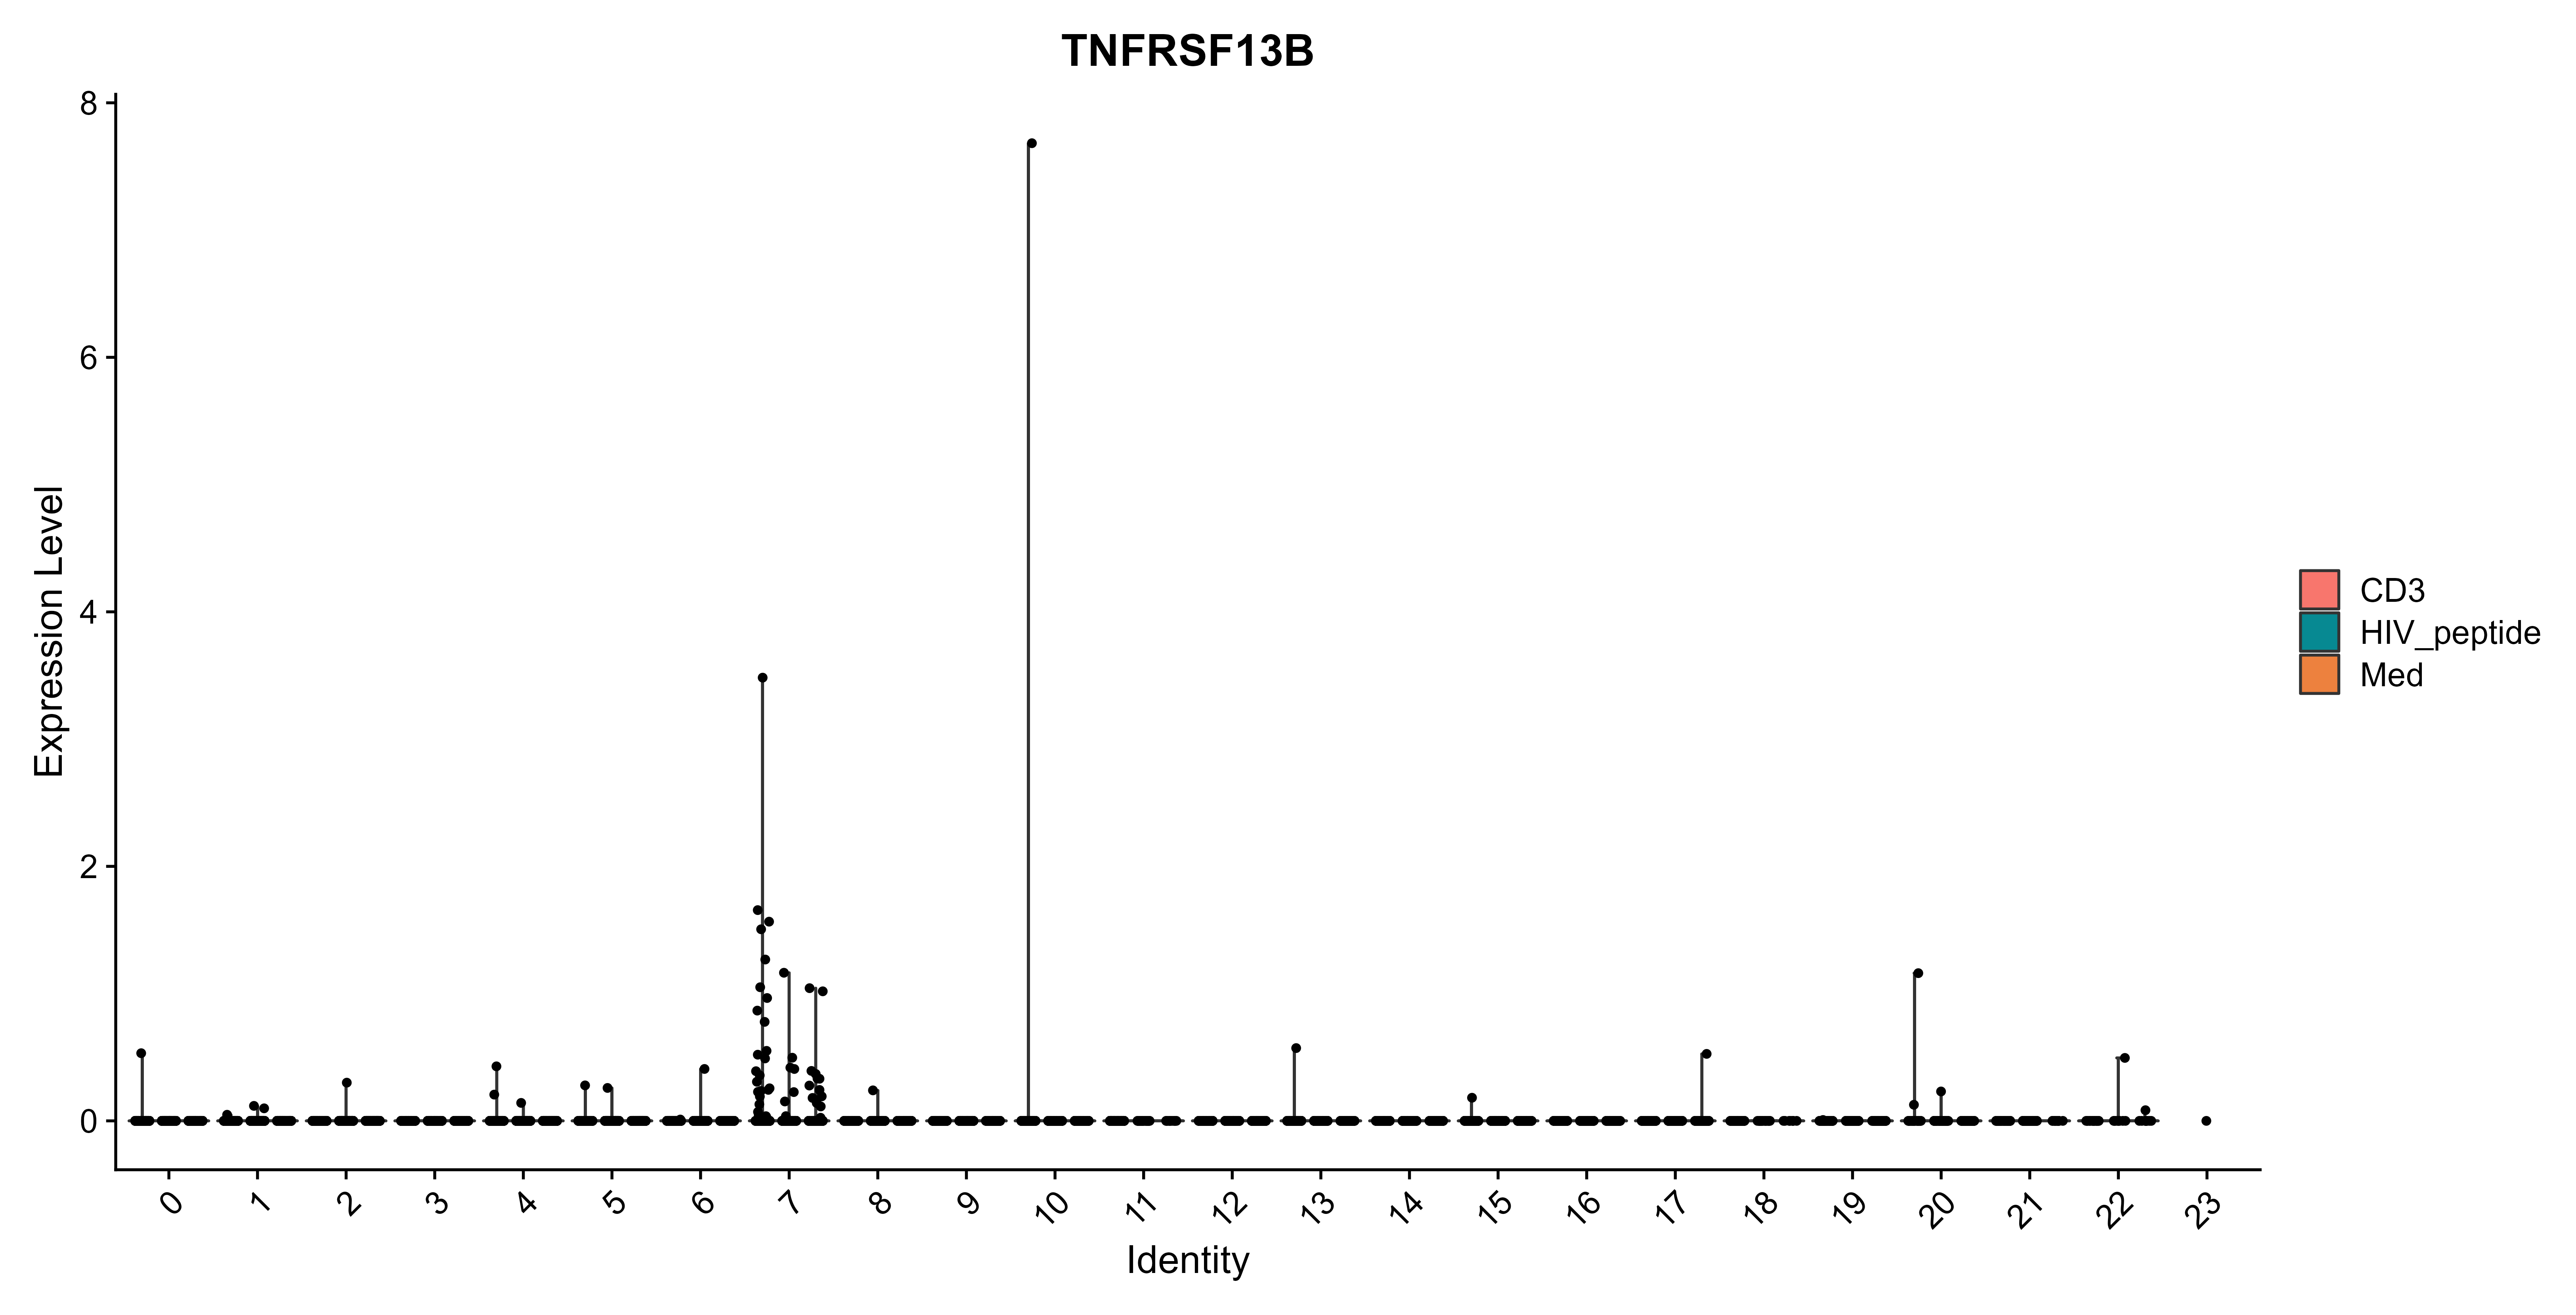 TNFRSF13B
Expression Level
8
6
4
2
0
0 1 2 3 4 5 6 7 8 9 10 11 12 13 14 15 16 17 18 19 20 21 22 23
Identity
CD3
HIV_peptide
Med